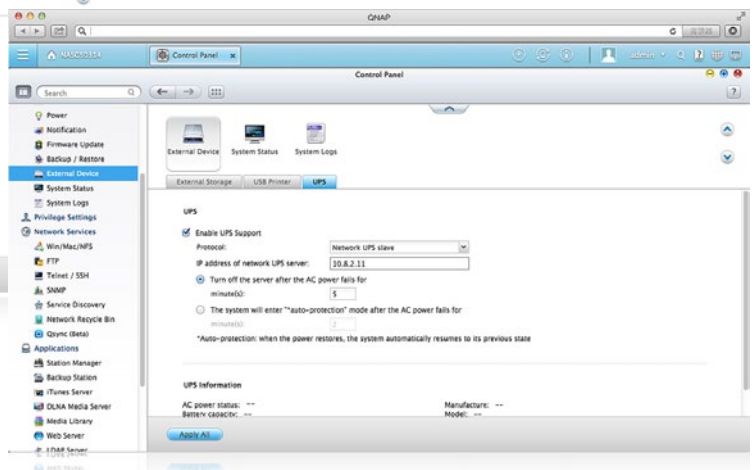 QNAP
Control Panel
admin
Control Panel
Search
Power
Notification
Firmware Update
Backup / Restore
External Device
System Status
System Logs
Privilege Settings
Network Services
Win/Mac/NFS
FTP
Telnet / SSH
SNMP
Service Discovery
Network Recycle Bin
Qsync (Beta)
Applications
Station Manager
Backup Station
iTunes Server
DLNA Media Server
Media Library
Web Server
LDAP Server
External Device
System Status
System Logs
External Storage
USB Printer
UPS
UPS
Enable UPS Support
Protocol: Network UPS slave
IP address of network UPS server: 10.8.2.11
Turn off the server after the AC power fails for
minute(s): 5
The system will enter "*auto-protection" mode after the AC power fails for
minute(s): 2
*Auto-protection: when the power restores, the system automatically resumes to its previous state
UPS Information
AC power status: --
Manufacture: --
Battery capacity: --
Model: --
Apply All